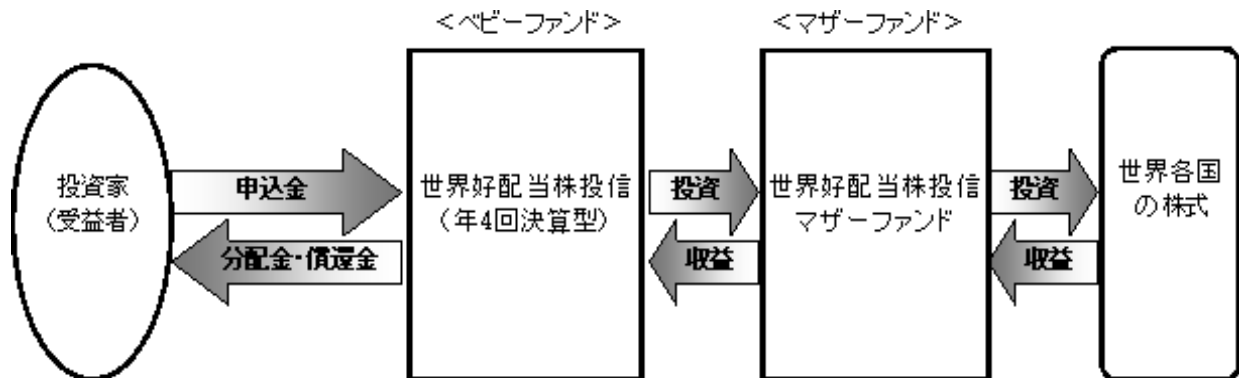 ＜ベビーファンド＞
＜マザーファンド＞
投資家
（受益者）
申込金
分配金・償還金
世界好配当株投信
（年4回決算型）
投資
収益
世界好配当株投信
マザーファンド
投資
収益
世界各国
の株式